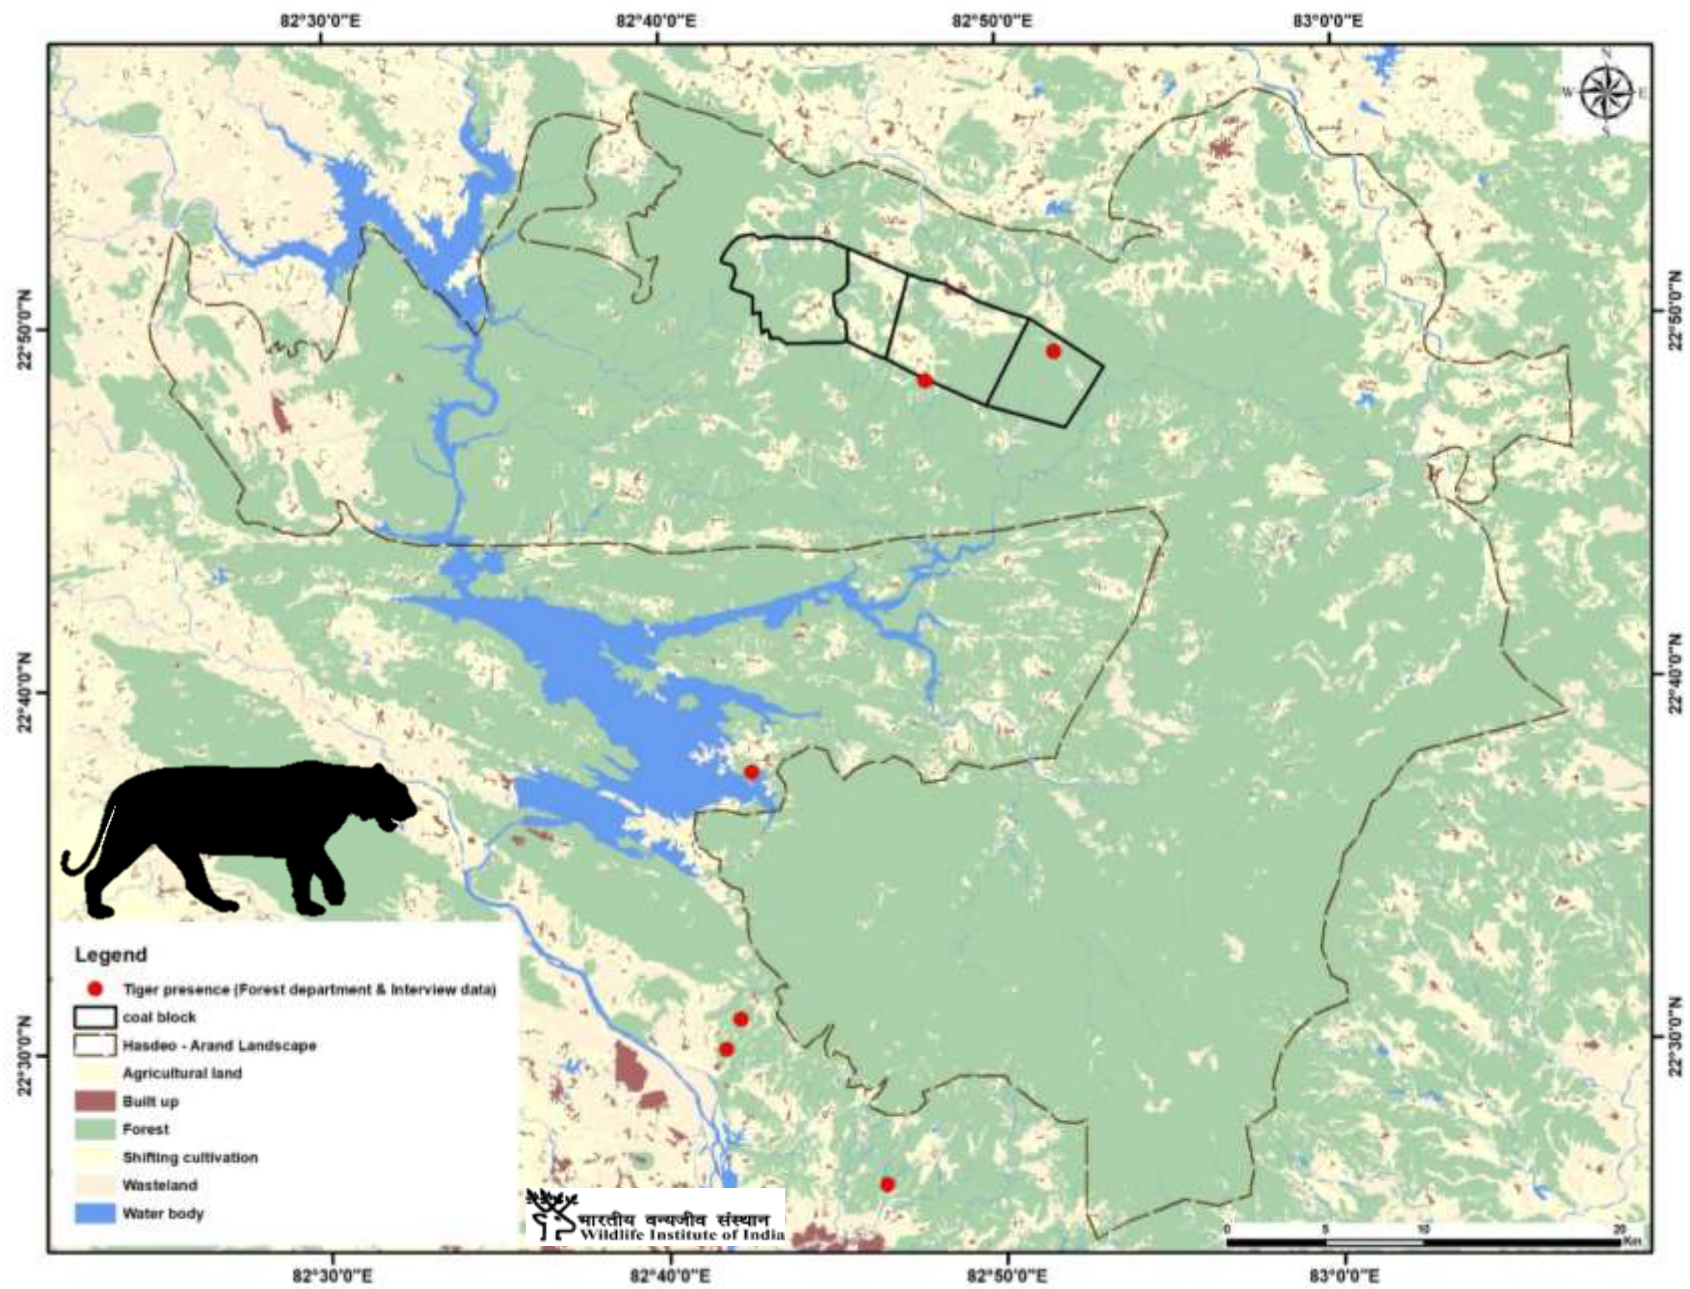 82°30'0"E 82°40'0"E 82°50'0"E 83°0'0"E
N
W E
S
22°50'0"N 22°50'0"N
22°40'0"N 22°40'0"N
22°30'0"N 22°30'0"N
Legend
Tiger presence (Forest department & Interview data)
coal block
Hasdeo - Arand Landscape
Agricultural land
Built up
Forest
Shifting cultivation
Wasteland
Water body
भारतीय वन्यजीव संस्थान
Wildlife Institute of India
0 5 10 20
Km
82°30'0"E 82°40'0"E 82°50'0"E 83°0'0"E